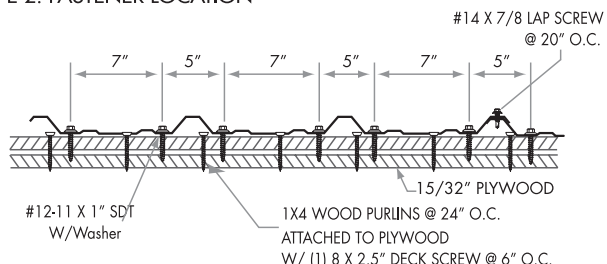 E 2: FASTENER LOCATION
#14 X 7/8 LAP SCREW
@ 20" O.C.
7" 5" 7" 5" 7" 5"
15/32" PLYWOOD
#12-11 X 1" SDT
W/Washer
1X4 WOOD PURLINS @ 24" O.C.
ATTACHED TO PLYWOOD
W/ (1) 8 X 2.5" DECK SCREW @ 6" O.C.